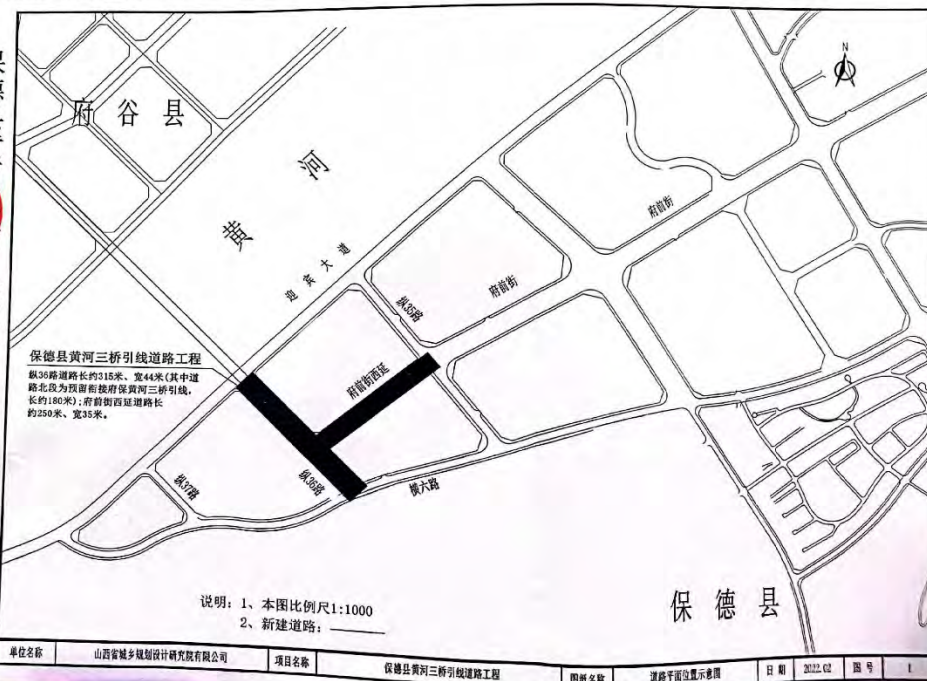 府谷县
N
黄河
府前街
迎宾大道
纵35路
府前街
保德县黄河三桥引线道路工程
纵36路道路长约315米、宽44米(其中道
路北段为预留衔接府保黄河三桥引线,
长约180米);府前街西延道路长
约250米、宽35米。
府前街西延
纵37路
纵36路
横六路
说明:1、本图比例尺1:1000
2、新建道路:
保德县
单位名称 山西省城乡规划设计研究院有限公司 项目名称 保德县黄河三桥引线道路工程 图纸名称 道路平面位置示意图 日期 2022.02 图号 1